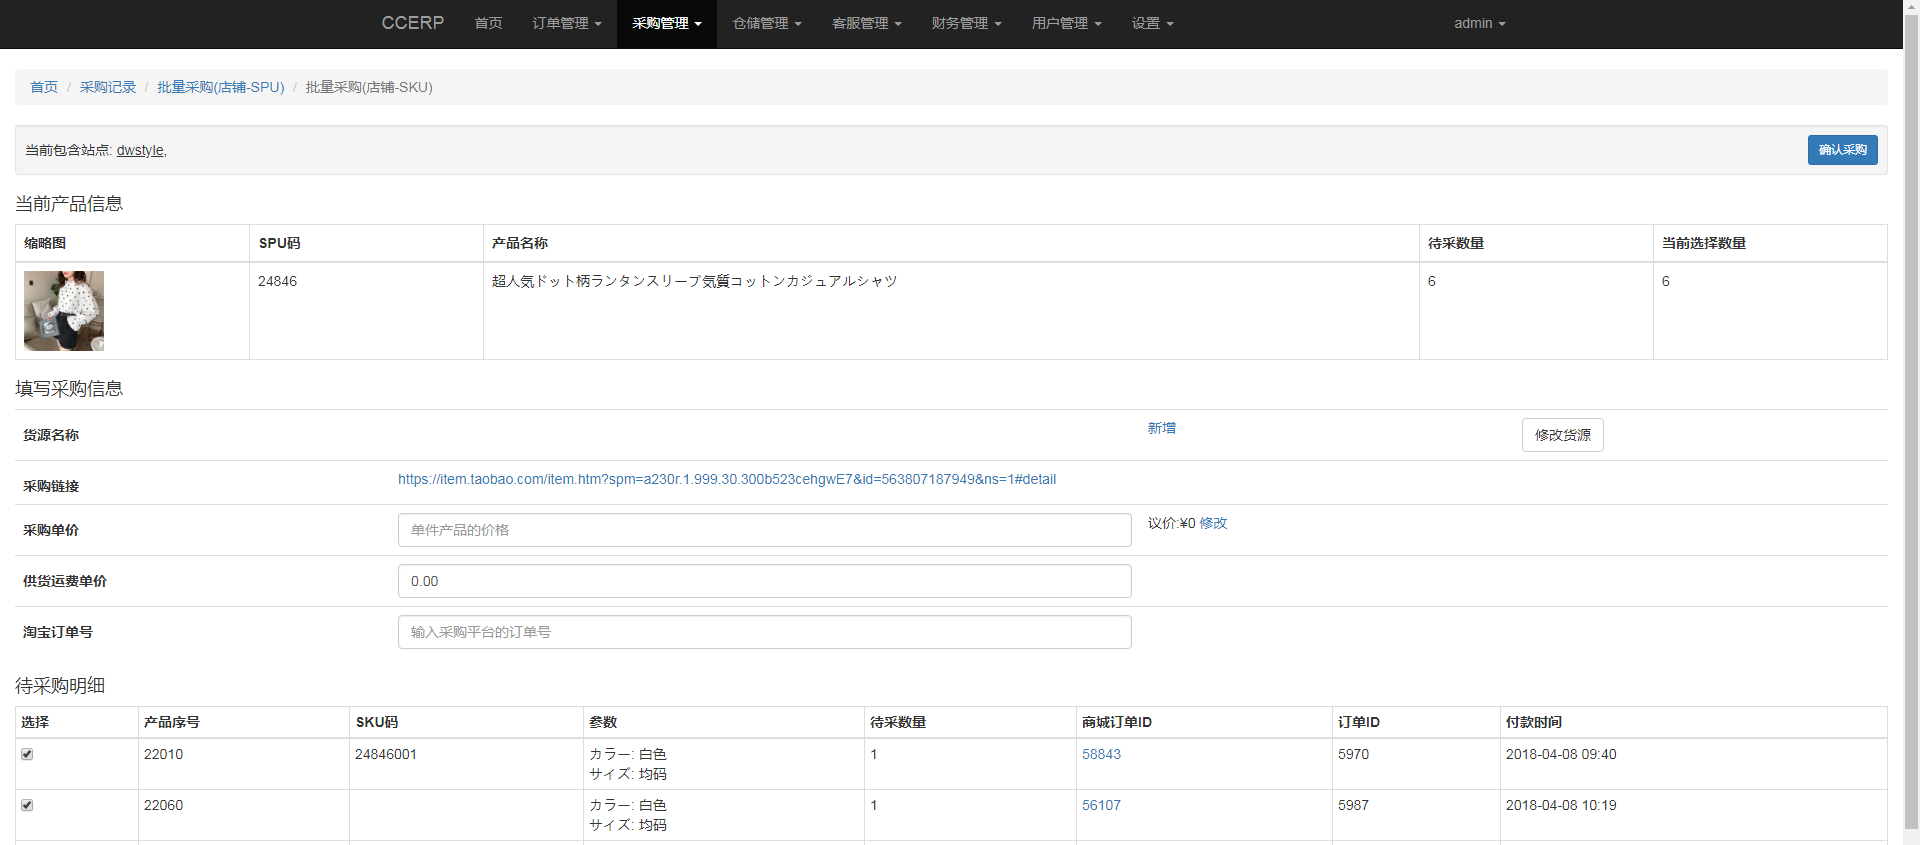 CCERP 首页 订单管理 采购管理 仓储管理 客服管理 财务管理 用户管理 设置 admin
首页 / 采购记录 / 批量采购(店铺-SPU) / 批量采购(店铺-SKU)
当前包含站点: dwstyle, 确认采购
当前产品信息
缩略图 SPU码 产品名称 待采数量 当前选择数量
24846 超人気ドット柄ランタンスリーブ気質コットンカジュアルシャツ 6 6
填写采购信息
货源名称 新增 修改货源
采购链接 https://item.taobao.com/item.htm?spm=a230r.1.999.30.300b523cehgwE7&id=563807187949&ns=1#detail
采购单价 单件产品的价格 议价:¥0 修改
供货运费单价 0.00
淘宝订单号 输入采购平台的订单号
待采购明细
选择 产品序号 SKU码 参数 待采数量 商城订单ID 订单ID 付款时间
22010 24846001 カラー: 白色 1 58843 5970 2018-04-08 09:40
サイズ: 均码
22060 カラー: 白色 1 56107 5987 2018-04-08 10:19
サイズ: 均码